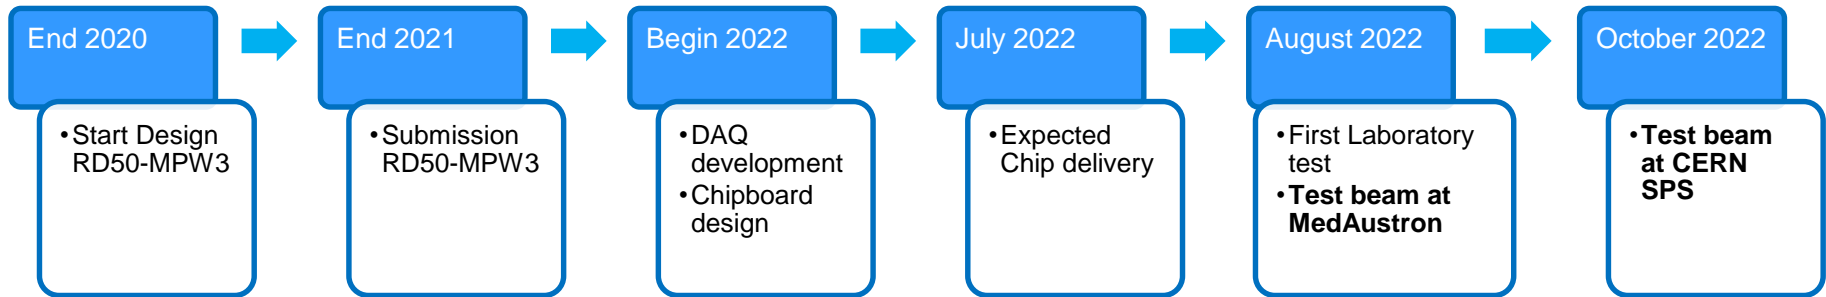 End 2020
•Start Design
RD50-MPW3
End 2021
•Submission
RD50-MPW3
Begin 2022
•DAQ
development
•Chipboard
design
July 2022
•Expected
Chip delivery
August 2022
•First Laboratory
test
•Test beam at
MedAustron
October 2022
•Test beam
at CERN
SPS